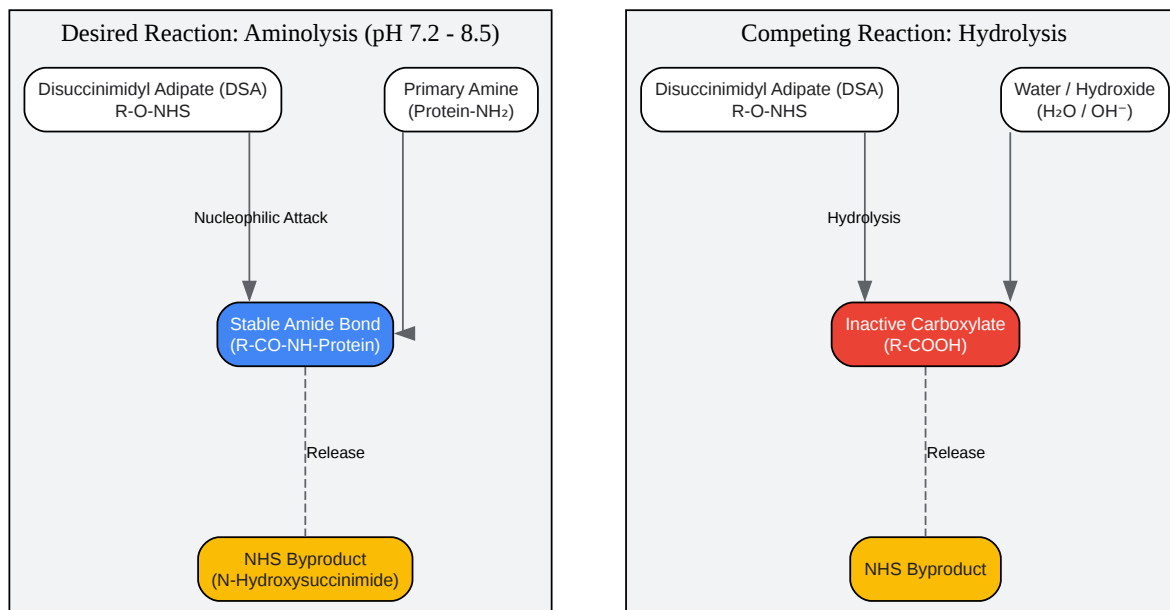 Desired Reaction: Aminolysis (pH 7.2 - 8.5)
Disuccinimidyl Adipate (DSA)
R-O-NHS
Primary Amine
(Protein-NH₂)
Nucleophilic Attack
Stable Amide Bond
(R-CO-NH-Protein)
Release
NHS Byproduct
(N-Hydroxysuccinimide)
Competing Reaction: Hydrolysis
Disuccinimidyl Adipate (DSA)
R-O-NHS
Water / Hydroxide
(H₂O / OH⁻)
Hydrolysis
Inactive Carboxylate
(R-COOH)
Release
NHS Byproduct